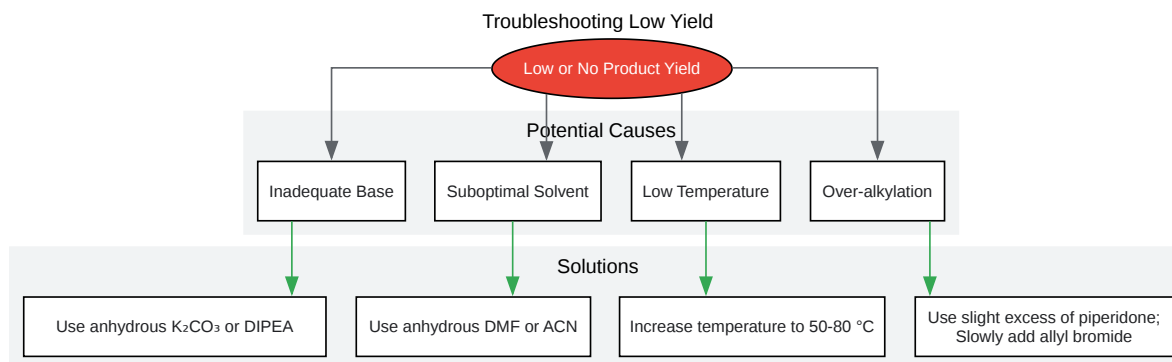 Troubleshooting Low Yield
Low or No Product Yield
Potential Causes
Inadequate Base
Suboptimal Solvent
Low Temperature
Over-alkylation
Solutions
Use anhydrous K₂CO₃ or DIPEA
Use anhydrous DMF or ACN
Increase temperature to 50-80 °C
Use slight excess of piperidone;
Slowly add allyl bromide